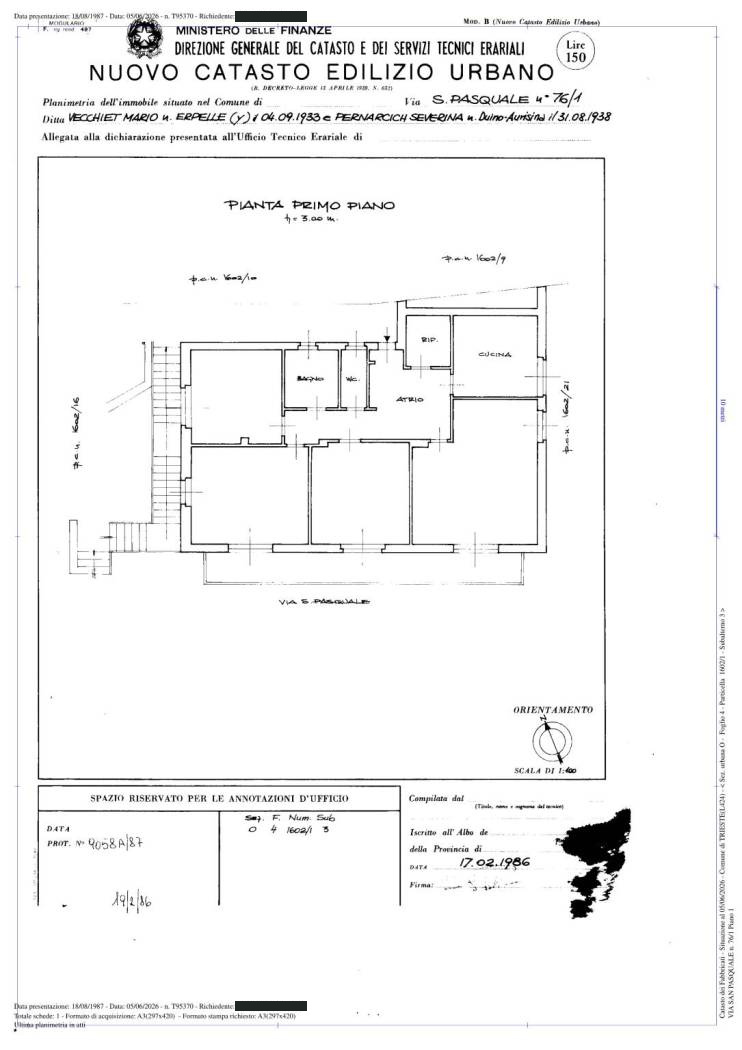 Data presentazione: 18/08/1987 - Data: 05/06/2026 - n. T95370 - Richiedente:
MODULARIO
F. rig rend 497
MOD. B (Nuovo Catasto Edilizio Urbano)
MINISTERO DELLE FINANZE
DIREZIONE GENERALE DEL CATASTO E DEI SERVIZI TECNICI ERARIALI
Lire
150
NUOVO CATASTO EDILIZIO URBANO
(R. DECRETO-LEGGE 13 APRILE 1939, N. 652)
Planimetria dell'immobile situato nel Comune di Via S. PASQUALE n° 76/1
Ditta VECCHIET MARIO n. ERPELLE (Y) il 04.09.1933 e PERNARCICH SEVERINA n. Duino-Aurisina il 31.08.1938
Allegata alla dichiarazione presentata all'Ufficio Tecnico Erariale di
PIANTA PRIMO PIANO
h = 3.00 m.
p.c.n. 1602/9
p.c.n. 1602/10
RIP.
CUCINA
BAGNO
WC.
ATRIO
p.c.n. 1602/16
p.c.n. 1602/21
VIA S. PASQUALE
10 metri
ORIENTAMENTO
N
SCALA DI 1:100
SPAZIO RISERVATO PER LE ANNOTAZIONI D'UFFICIO
DATA
PROT. N° 9058A/87
19/2/86
Sez. F. Num. Sub
O 4 1602/1 3
Compilata dal
(Titolo, nome e cognome del tecnico)
Iscritto all'Albo de
della Provincia di
DATA 17.02.1986
Firma:
Catasto dei Fabbricati - Situazione al 05/06/2026 - Comune di TRIESTE(L424) - < Sez. urbana O - Foglio 4 - Particella 1602/1 - Subalterno 3 >
VIA SAN PASQUALE n. 76/1 Piano 1
Data presentazione: 18/08/1987 - Data: 05/06/2026 - n. T95370 - Richiedente:
Totale schede: 1 - Formato di acquisizione: A3(297x420) - Formato stampa richiesto: A3(297x420)
Ultima planimetria in atti